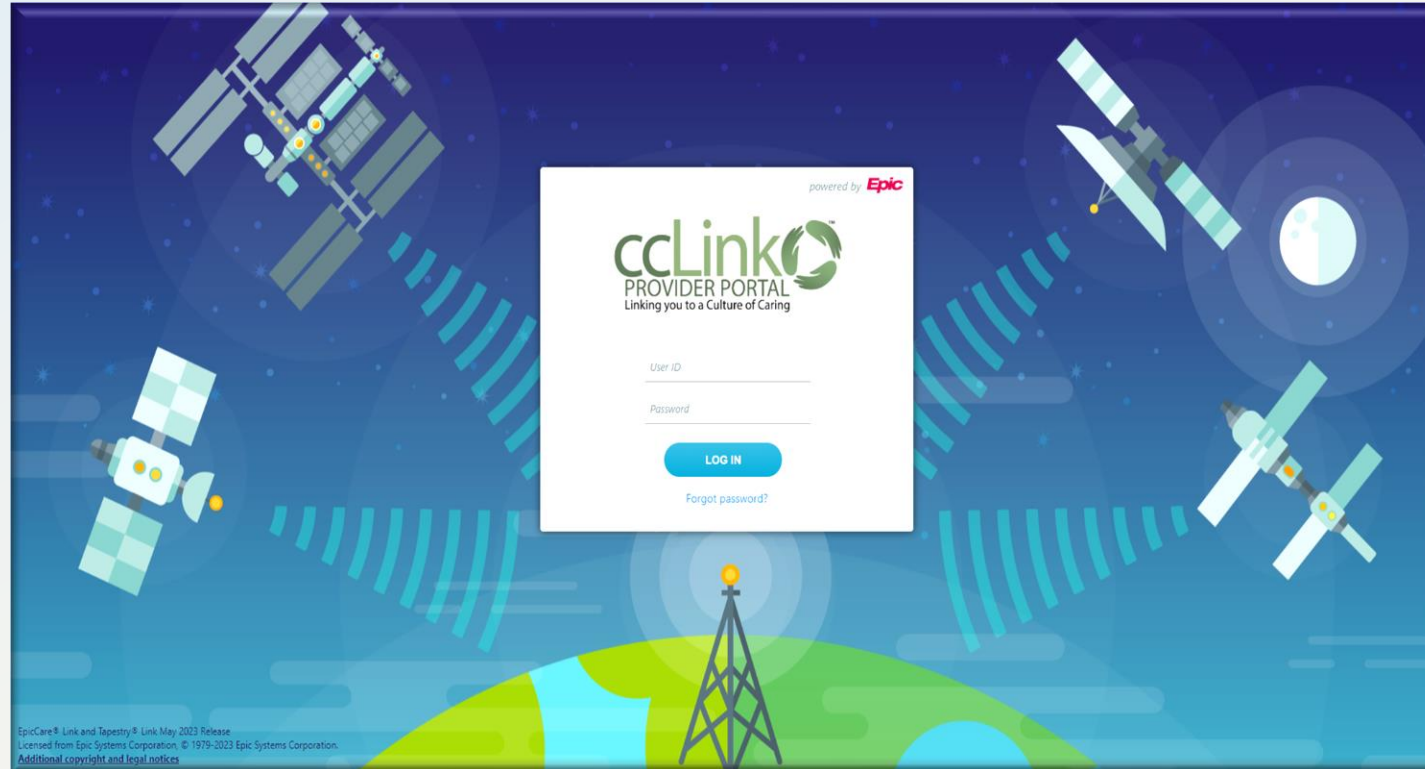 powered by Epic
ccLink™
PROVIDER PORTAL
Linking you to a Culture of Caring
User ID
Password
LOG IN
Forgot password?
EpicCare® Link and Tapestry® Link May 2023 Release
Licensed from Epic Systems Corporation, © 1979-2023 Epic Systems Corporation.
Additional copyright and legal notices